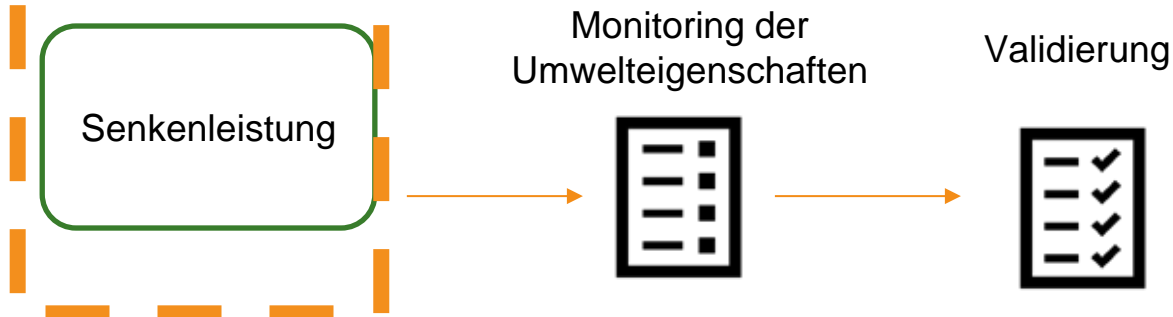 Senkenleistung
Monitoring der
Umwelteigenschaften
Validierung